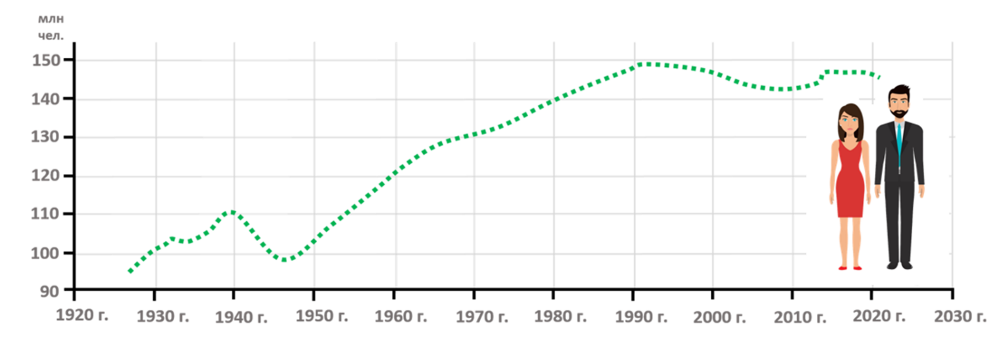 млн
чел.
150
140
130
120
110
100
90
1920 г.
1930 г.
1940 г.
1950 г.
1960 г.
1970 г.
1980 г.
1990 г.
2000 г.
2010 г.
2020 г.
2030 г.